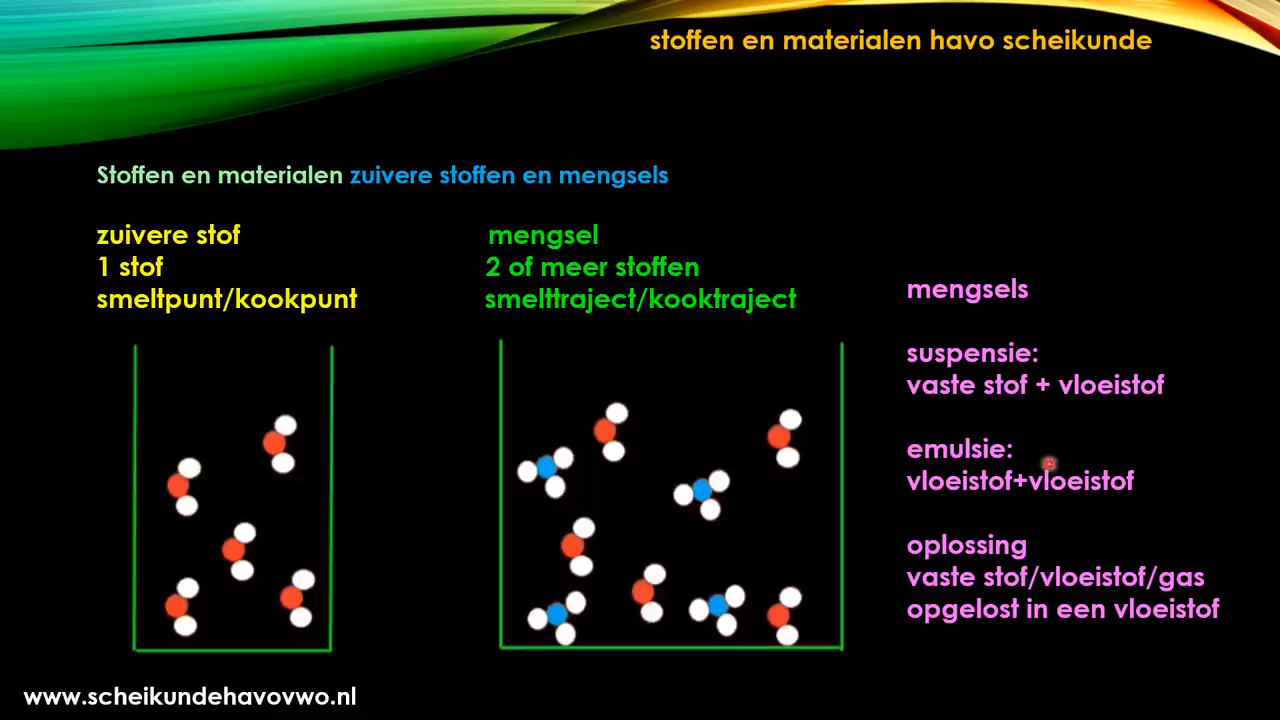 stoffen en materialen havo scheikunde
Stoffen en materialen zuivere stoffen en mengsels
zuivere stof
1 stof
smeltpunt/kookpunt
mengsel
2 of meer stoffen
smelttraject/kooktraject
mengsels
suspensie:
vaste stof + vloeistof
emulsie:
vloeistof+vloeistof
oplossing
vaste stof/vloeistof/gas
opgelost in een vloeistof
www.scheikundehavovwo.nl